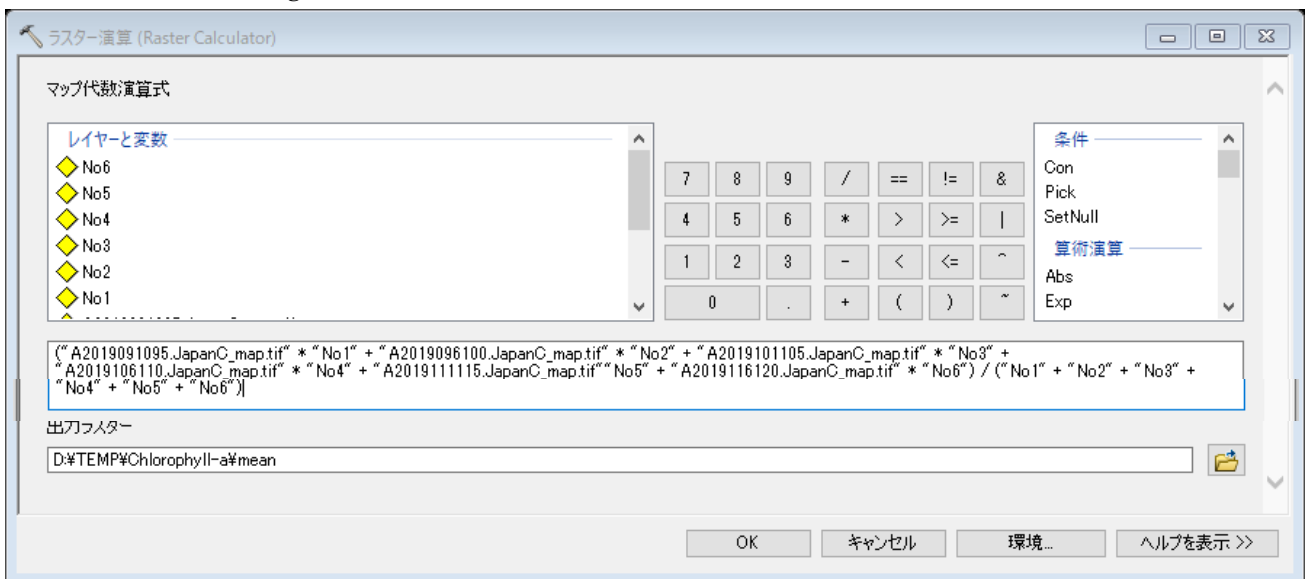 ラスター演算 (Raster Calculator)
マップ代数演算式
レイヤーと変数
No6
No5
No4
No3
No2
No1
7 8 9 / == != &
4 5 6 * > >= |
1 2 3 - < <= ^
0 . + ( ) ~
条件
Con
Pick
SetNull
算術演算
Abs
Exp
("A2019091095.JapanC_map.tif" * "No1" + "A2019096100.JapanC_map.tif" * "No2" + "A2019101105.JapanC_map.tif" * "No3" +
"A2019106110.JapanC_map.tif" * "No4" + "A2019111115.JapanC_map.tif""No5" + "A2019116120.JapanC_map.tif" * "No6") / ("No1" + "No2" + "No3" +
"No4" + "No5" + "No6")
出力ラスター
D:¥TEMP¥Chlorophyll-a¥mean
OK キャンセル 環境... ヘルプを表示 >>